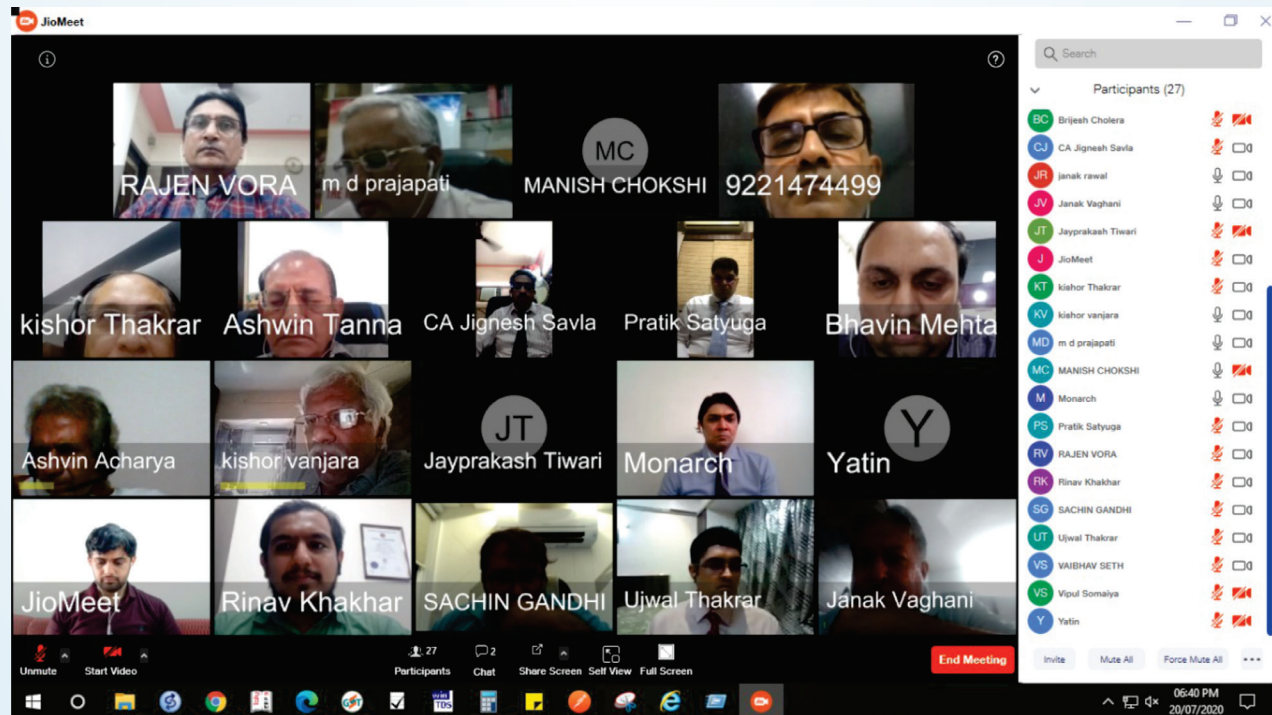 JioMeet
Search
Participants (27)
RAJEN VORA
m d prajapati
MC
MANISH CHOKSHI
9221474499
kishor Thakrar
Ashwin Tanna
CA Jignesh Savla
Pratik Satyuga
Bhavin Mehta
Ashvin Acharya
kishor vanjara
JT
Jayprakash Tiwari
Monarch
Y
Yatin
JioMeet
Rinav Khakhar
SACHIN GANDHI
Ujwal Thakrar
Janak Vaghani
BC Brijesh Cholera
CJ CA Jignesh Savla
JR janak rawal
JV Janak Vaghani
JT Jayprakash Tiwari
J JioMeet
KT kishor Thakrar
KV kishor vanjara
MD m d prajapati
MC MANISH CHOKSHI
M Monarch
PS Pratik Satyuga
RV RAJEN VORA
RK Rinav Khakhar
SG SACHIN GANDHI
UT Ujwal Thakrar
VS VAIBHAV SETH
VS Vipul Somaiya
Y Yatin
Unmute
Start Video
27
Participants
2
Chat
Share Screen
Self View
Full Screen
End Meeting
Invite
Mute All
Force Mute All
GST
TDS
06:40 PM
20/07/2020